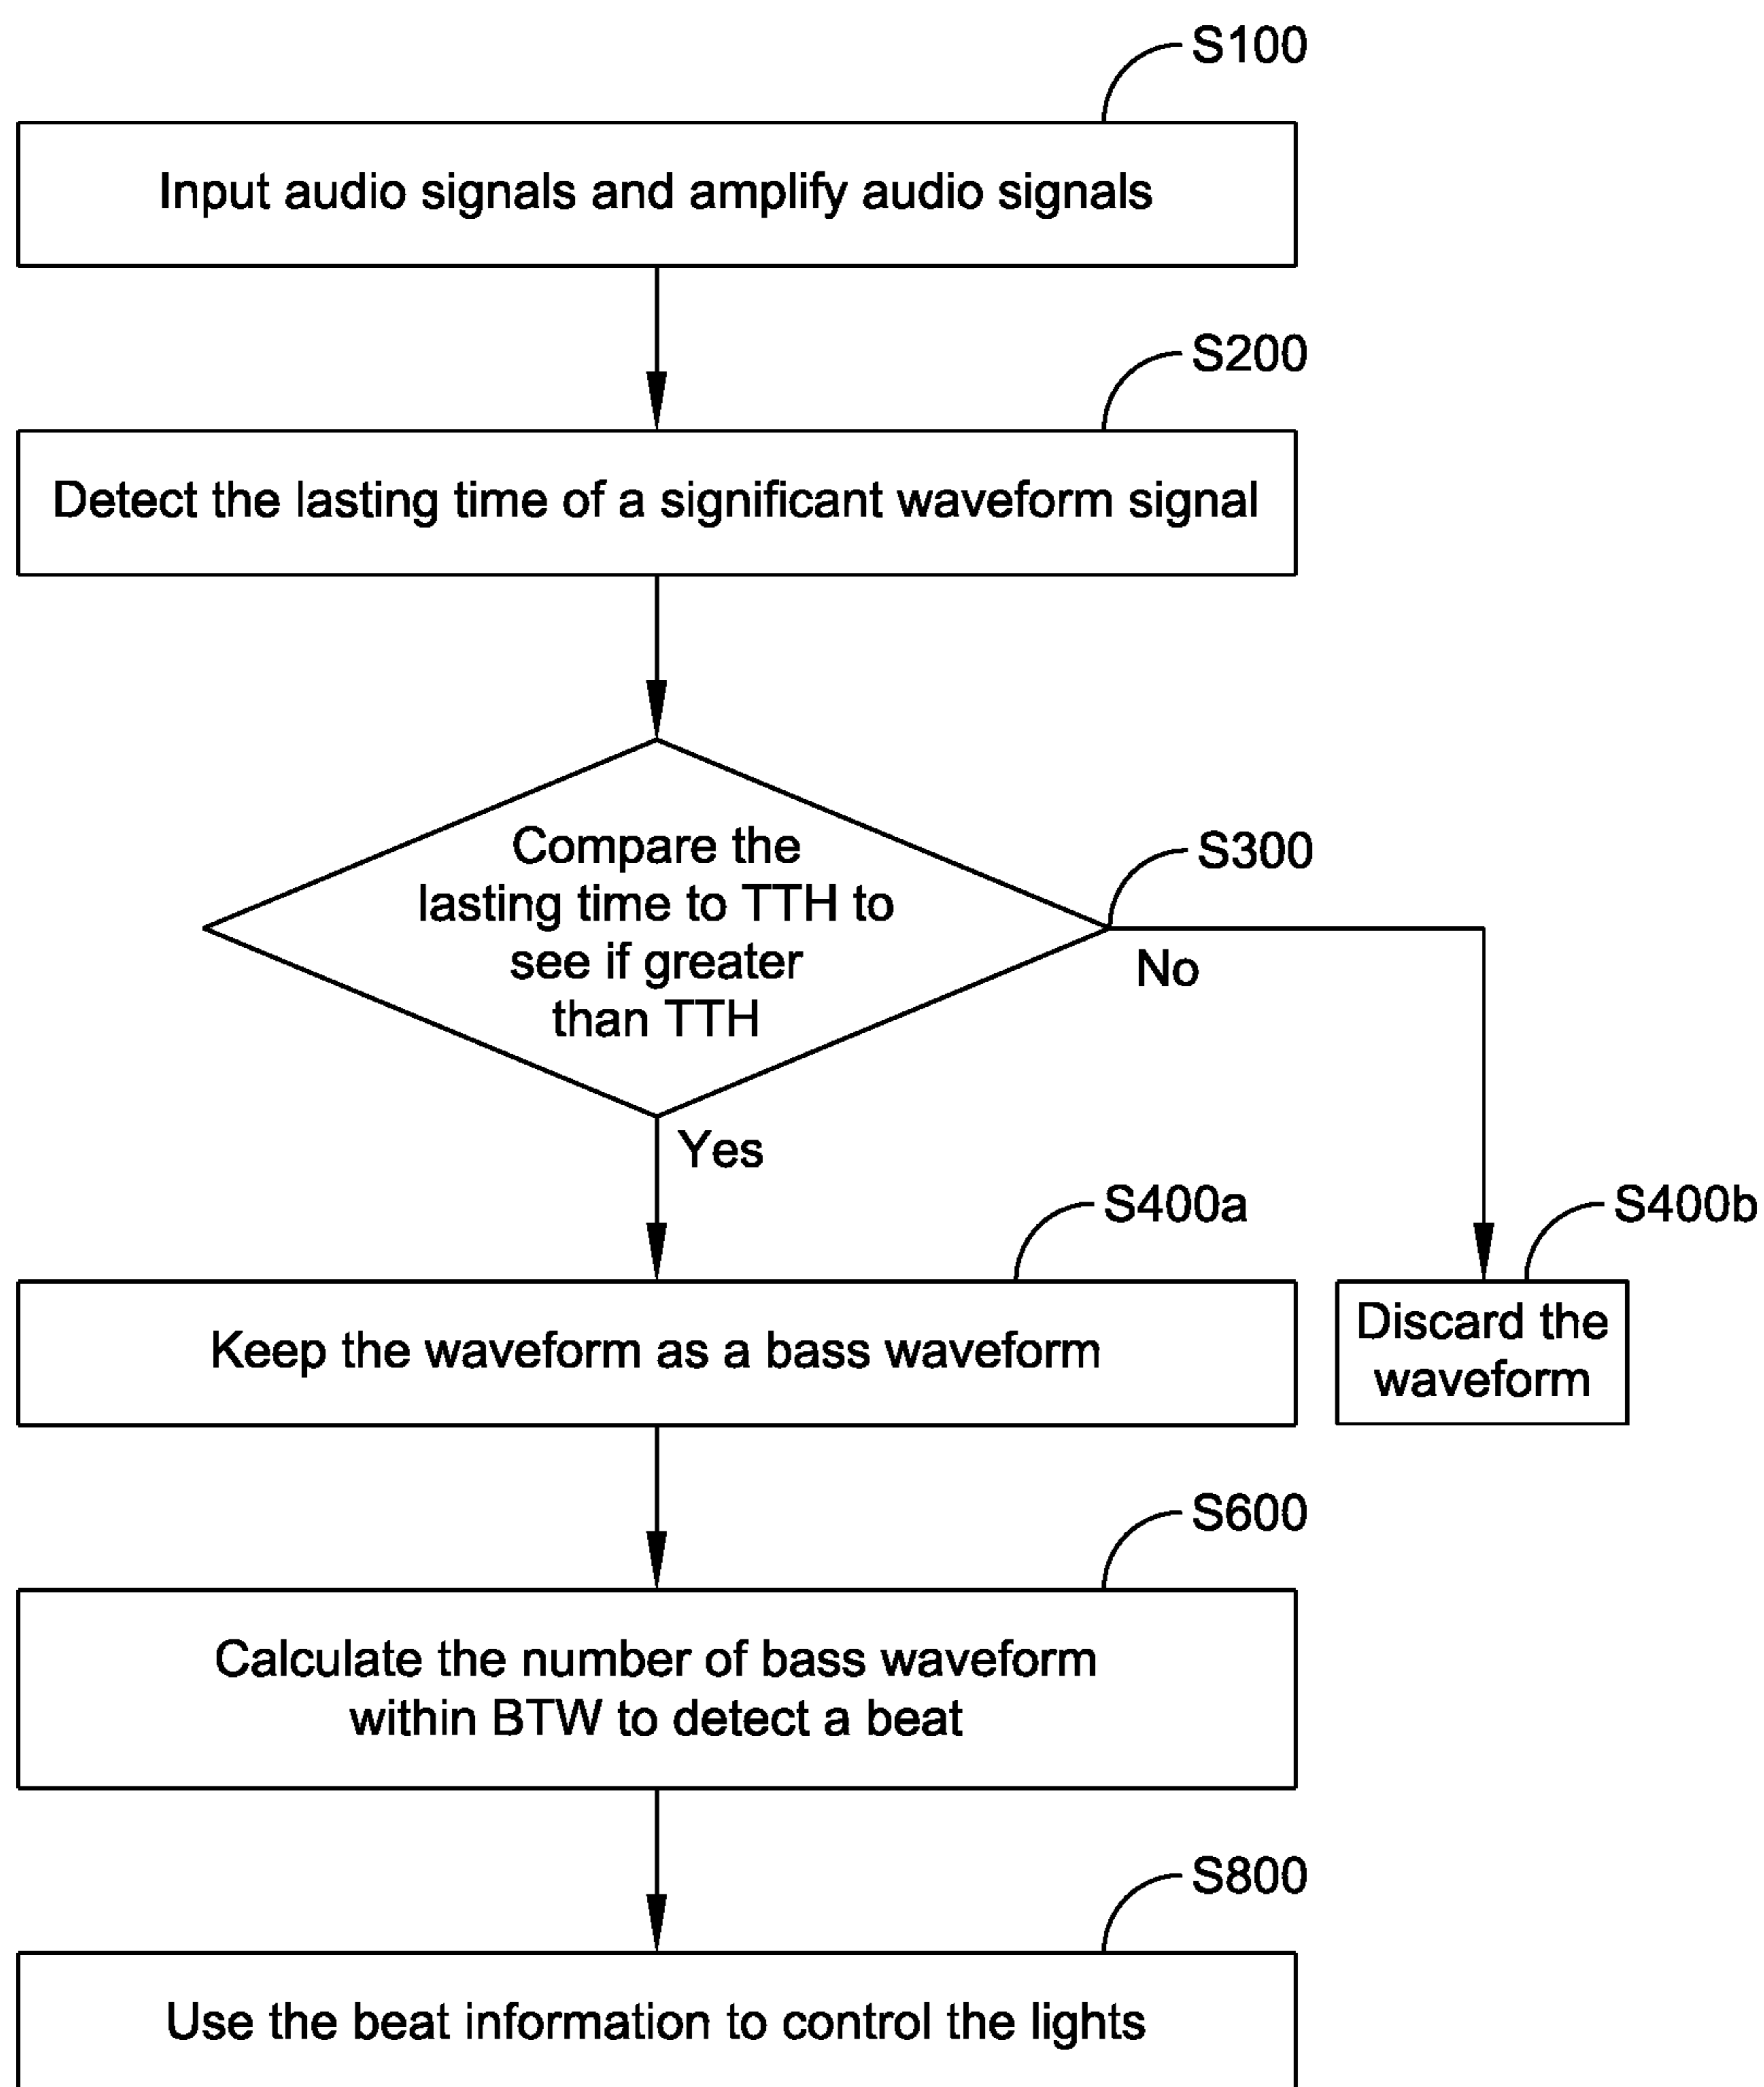 S100
Input audio signals and amplify audio signals
S200
Detect the lasting time of a significant waveform signal
Compare the
lasting time to TTH to
see if greater
than TTH
S300
No
Yes
S400a
S400b
Keep the waveform as a bass waveform
Discard the
waveform
S600
Calculate the number of bass waveform
within BTW to detect a beat
S800
Use the beat information to control the lights